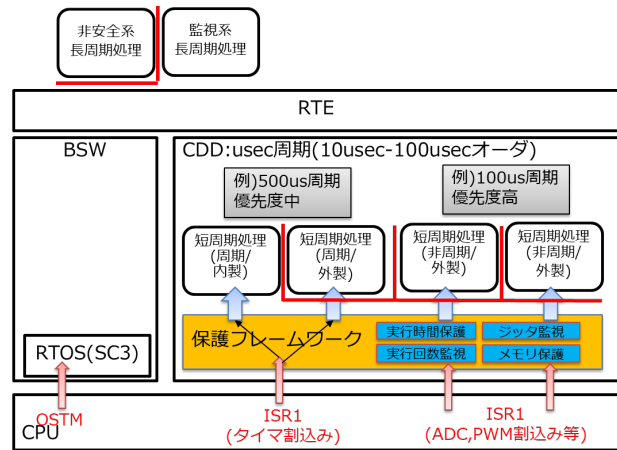 非安全系
長周期処理
監視系
長周期処理
RTE
BSW
CDD:usec周期(10usec-100usecオーダ)
例)500us周期
優先度中
例)100us周期
優先度高
短周期処理
(周期/
内製)
短周期処理
(周期/
外製)
短周期処理
(非周期/
外製)
短周期処理
(非周期/
外製)
保護フレームワーク
実行時間保護
ジッタ監視
実行回数監視
メモリ保護
RTOS(SC3)
OSTM
CPU
ISR1
(タイマ割込み)
ISR1
(ADC,PWM割込み等)